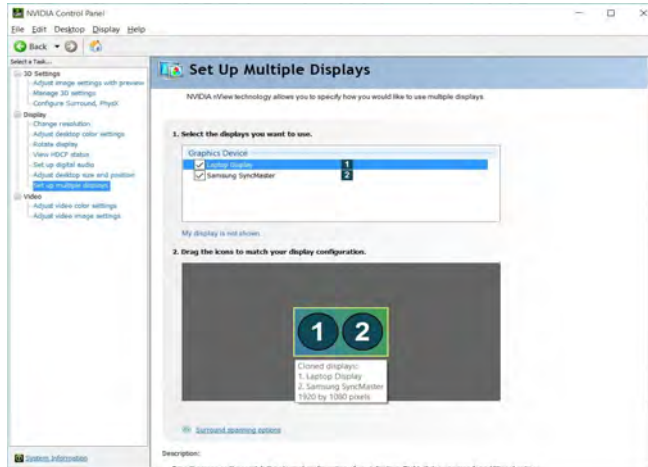 NVIDIA Control Panel
File Edit Desktop Display Help
Back
Select a Task...
3D Settings
Adjust image settings with preview
Manage 3D settings
Configure Surround, PhysX
Display
Change resolution
Adjust desktop color settings
Rotate display
View HDCP status
Set up digital audio
Adjust desktop size and position
Set up multiple displays
Video
Adjust video color settings
Adjust video image settings
System Information
Set Up Multiple Displays
NVIDIA nView technology allows you to specify how you would like to use multiple displays.
1. Select the displays you want to use.
Graphics Device
Laptop Display 1
Samsung SyncMaster 2
My display is not shown
2. Drag the icons to match your display configuration.
1 2
Cloned displays:
1. Laptop Display
2. Samsung SyncMaster
1920 by 1080 pixels
Surround spanning options
Description: